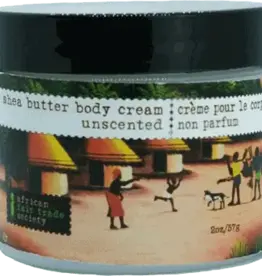 shea butter body cream
unscented
crème pour le corp
non parfum
african
fair trade
society
2oz/57g